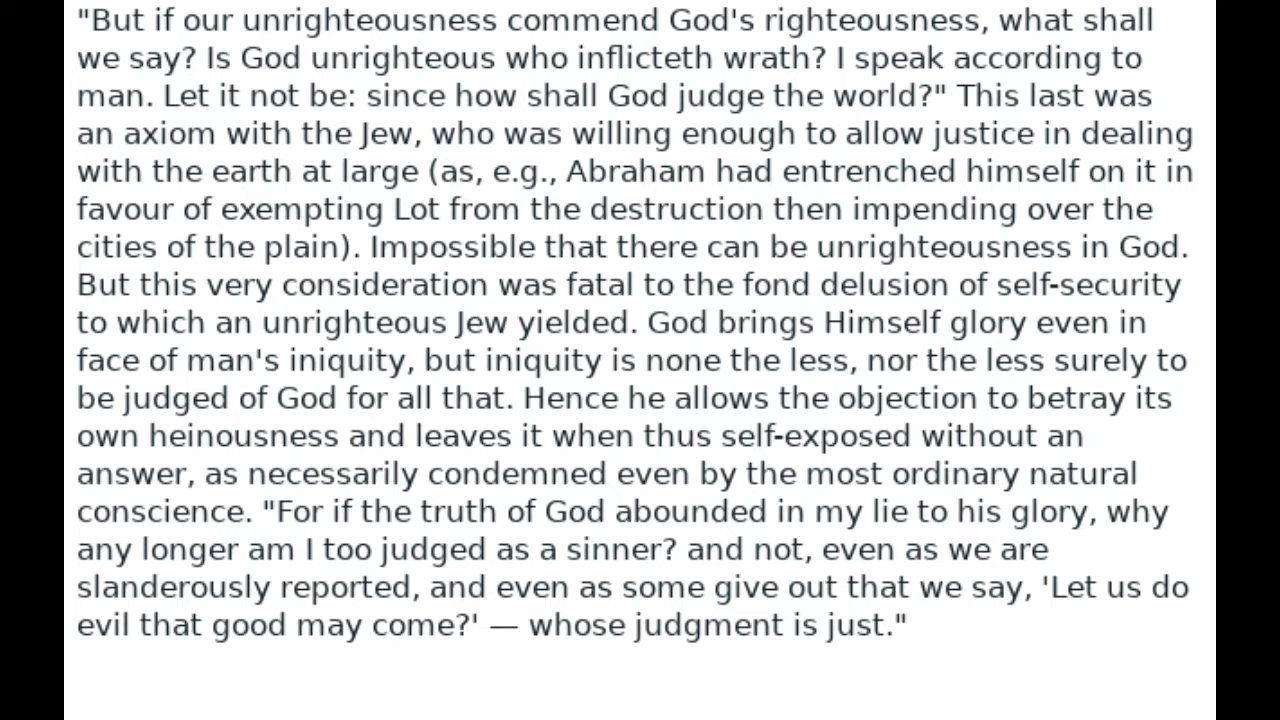 "But if our unrighteousness commend God's righteousness, what shall
we say? Is God unrighteous who inflicteth wrath? I speak according to
man. Let it not be: since how shall God judge the world?" This last was
an axiom with the Jew, who was willing enough to allow justice in dealing
with the earth at large (as, e.g., Abraham had entrenched himself on it in
favour of exempting Lot from the destruction then impending over the
cities of the plain). Impossible that there can be unrighteousness in God.
But this very consideration was fatal to the fond delusion of self-security
to which an unrighteous Jew yielded. God brings Himself glory even in
face of man's iniquity, but iniquity is none the less, nor the less surely to
be judged of God for all that. Hence he allows the objection to betray its
own heinousness and leaves it when thus self-exposed without an
answer, as necessarily condemned even by the most ordinary natural
conscience. "For if the truth of God abounded in my lie to his glory, why
any longer am I too judged as a sinner? and not, even as we are
slanderously reported, and even as some give out that we say, 'Let us do
evil that good may come?' — whose judgment is just."